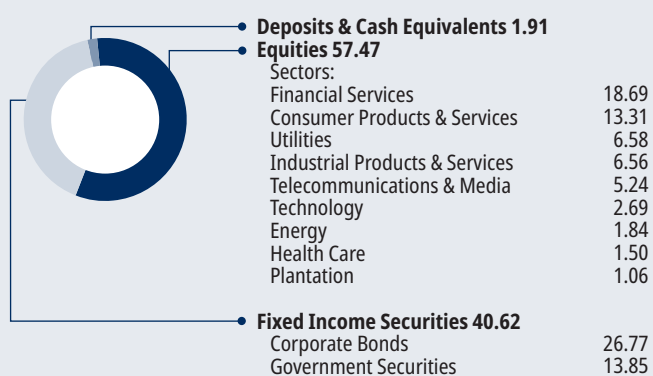 Deposits & Cash Equivalents 1.91
Equities 57.47
Sectors:
Financial Services 18.69
Consumer Products & Services 13.31
Utilities 6.58
Industrial Products & Services 6.56
Telecommunications & Media 5.24
Technology 2.69
Energy 1.84
Health Care 1.50
Plantation 1.06
Fixed Income Securities 40.62
Corporate Bonds 26.77
Government Securities 13.85